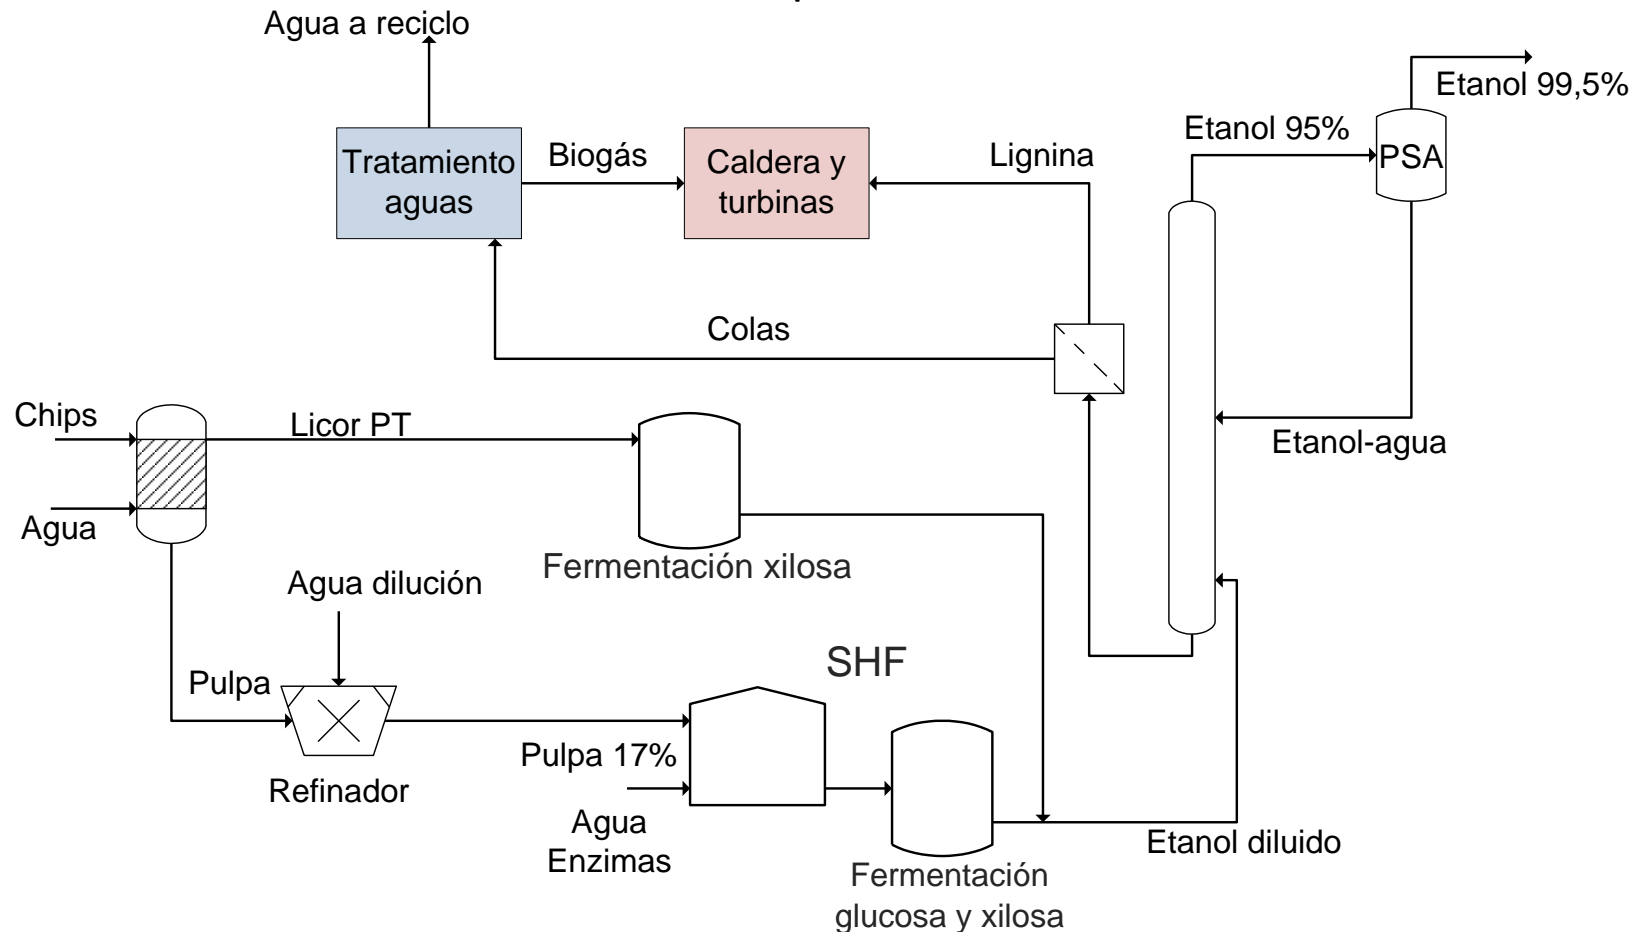 Agua a reciclo
Etanol 99,5%
Etanol 95%
PSA
Tratamiento
aguas
Biogás
Caldera y
turbinas
Lignina
Colas
Chips
Licor PT
Etanol-agua
Agua
Fermentación xilosa
Agua dilución
SHF
Pulpa
Pulpa 17%
Refinador
Agua
Enzimas
Etanol diluido
Fermentación
glucosa y xilosa